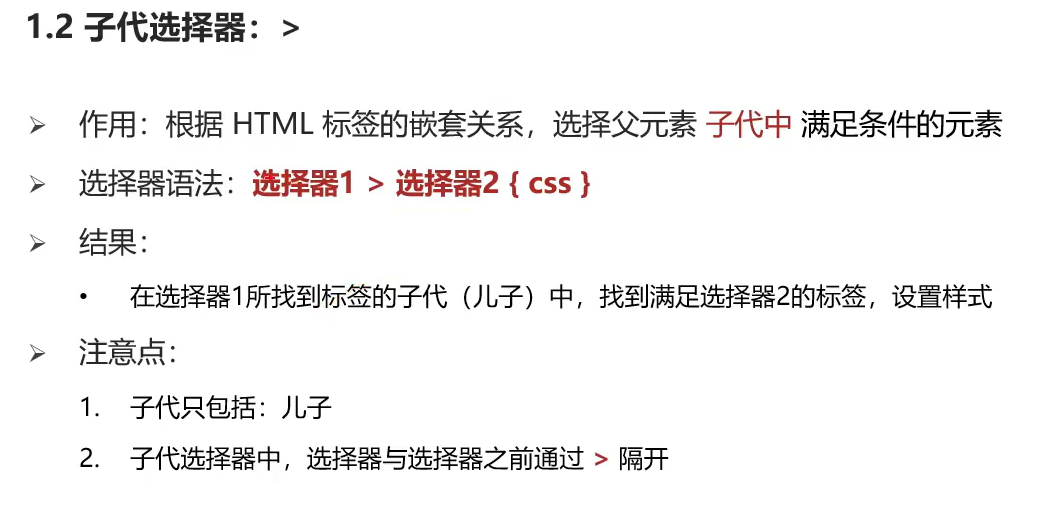 1.2 子代选择器：>
➢ 作用：根据 HTML 标签的嵌套关系，选择父元素 子代中 满足条件的元素
➢ 选择器语法：选择器1 > 选择器2 { css }
➢ 结果：
• 在选择器1所找到标签的子代（儿子）中，找到满足选择器2的标签，设置样式
➢ 注意点：
1. 子代只包括：儿子
2. 子代选择器中，选择器与选择器之前通过 > 隔开